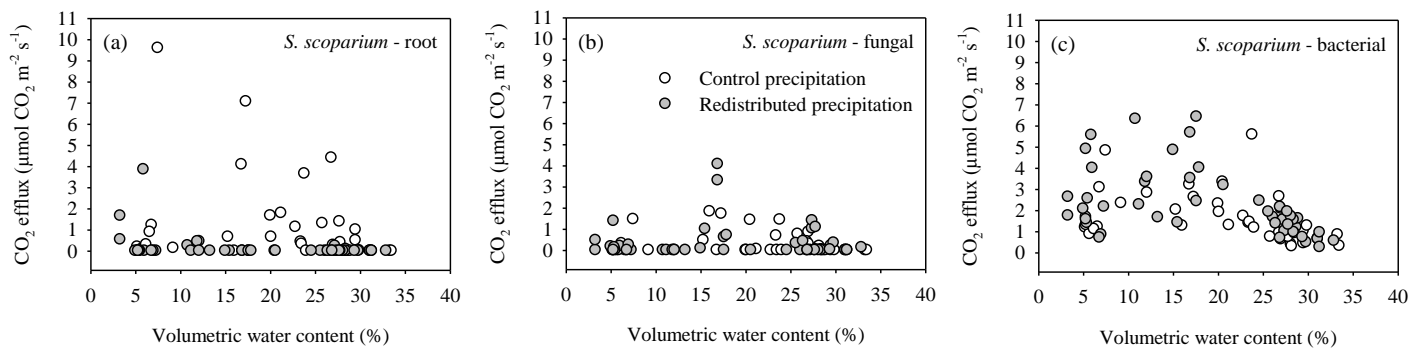 11
10
9
8
7
6
5
4
3
2
1
0
CO2 efflux (μmol CO2 m-2 s-1)
(a)
S. scoparium - root
0 5 10 15 20 25 30 35 40
Volumetric water content (%)
11
10
9
8
7
6
5
4
3
2
1
0
CO2 efflux (μmol CO2 m-2 s-1)
(b)
S. scoparium - fungal
Control precipitation
Redistributed precipitation
0 5 10 15 20 25 30 35 40
Volumetric water content (%)
11
10
9
8
7
6
5
4
3
2
1
0
CO2 efflux (μmol CO2 m-2 s-1)
(c)
S. scoparium - bacterial
0 5 10 15 20 25 30 35 40
Volumetric water content (%)